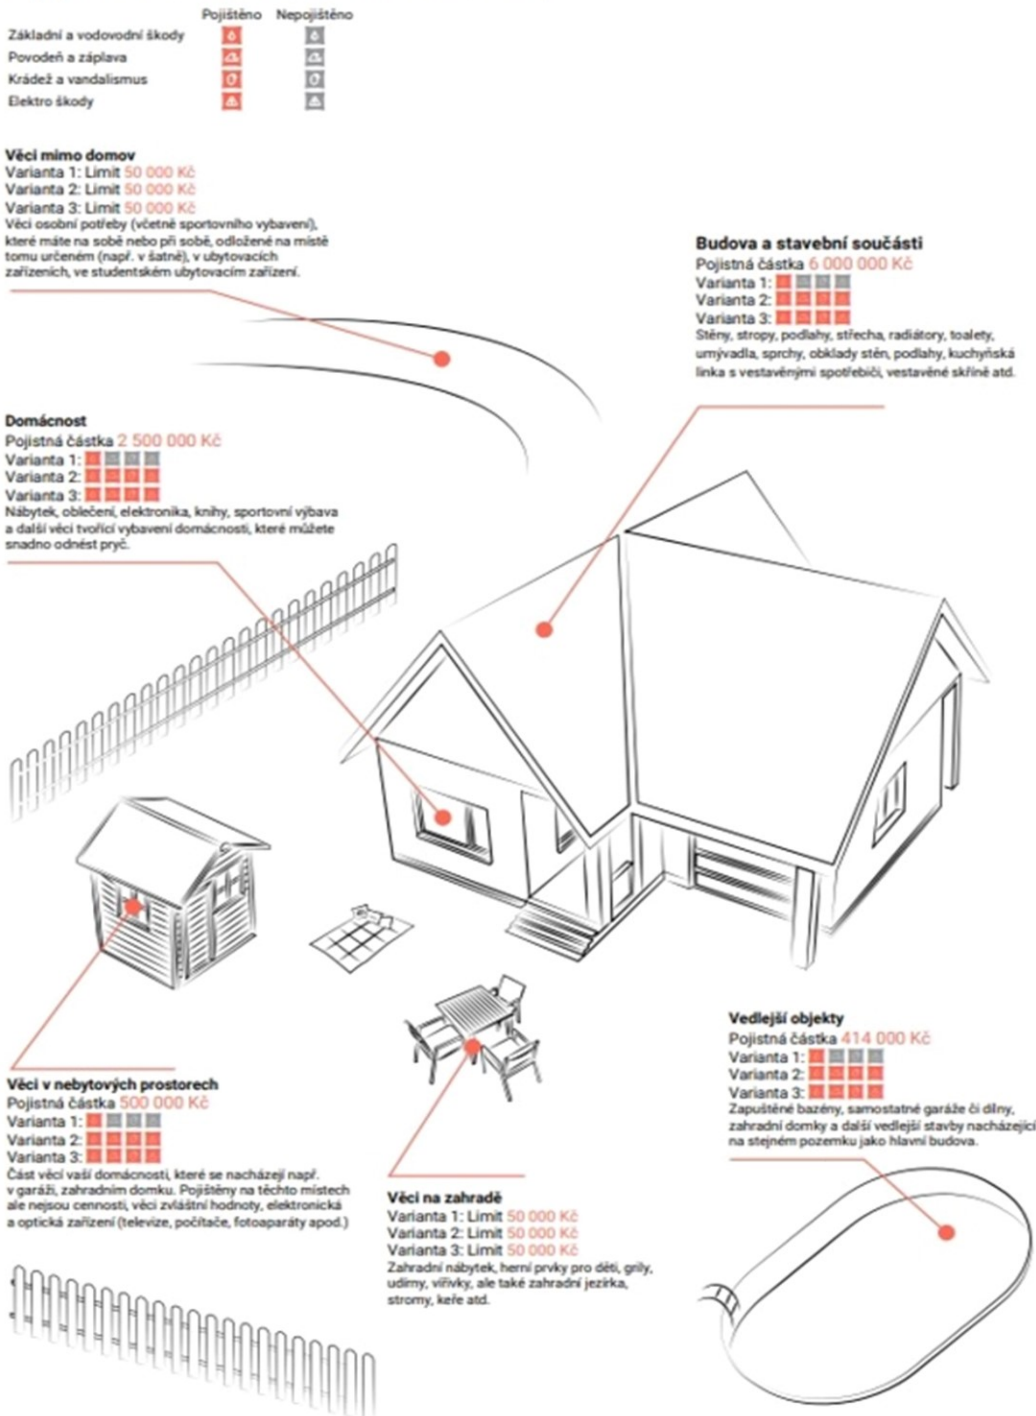 Pojištěno Nepojištěno
Základní a vodovodní škody
Povodeň a záplava
Krádež a vandalismus
Elektro škody
Věci mimo domov
Varianta 1: Limit 50 000 Kč
Varianta 2: Limit 50 000 Kč
Varianta 3: Limit 50 000 Kč
Věci osobní potřeby (včetně sportovního vybavení),
které máte na sobě nebo při sobě, odložené na místě
tomu určeném (např. v šatně), v ubytovacích
zařízeních, ve studentském ubytovacím zařízení.
Budova a stavební součásti
Pojistná částka 6 000 000 Kč
Varianta 1:
Varianta 2:
Varianta 3:
Stěny, stropy, podlahy, střecha, radiátory, toalety,
umývadla, sprchy, obklady stěn, podlahy, kuchyňská
linka s vestavěnými spotřebiči, vestavěné skříně atd.
Domácnost
Pojistná částka 2 500 000 Kč
Varianta 1:
Varianta 2:
Varianta 3:
Nábytek, oblečení, elektronika, knihy, sportovní výbava
a další věci tvořící vybavení domácnosti, které můžete
snadno odnést pryč.
Věci v nebytových prostorech
Pojistná částka 500 000 Kč
Varianta 1:
Varianta 2:
Varianta 3:
Část věcí vaší domácnosti, které se nacházejí např.
v garáži, zahradním domku. Pojištěny na těchto místech
ale nejsou cennosti, věci zvláštní hodnoty, elektronická
a optická zařízení (televize, počítače, fotoaparáty apod.)
Věci na zahradě
Varianta 1: Limit 50 000 Kč
Varianta 2: Limit 50 000 Kč
Varianta 3: Limit 50 000 Kč
Zahradní nábytek, herní prvky pro děti, grily,
udírny, vířivky, ale také zahradní jezírka,
stromy, keře atd.
Vedlejší objekty
Pojistná částka 414 000 Kč
Varianta 1:
Varianta 2:
Varianta 3:
Zapuštěné bazény, samostatné garáže či dílny,
zahradní domky a další vedlejší stavby nacházející
na stejném pozemku jako hlavní budova.